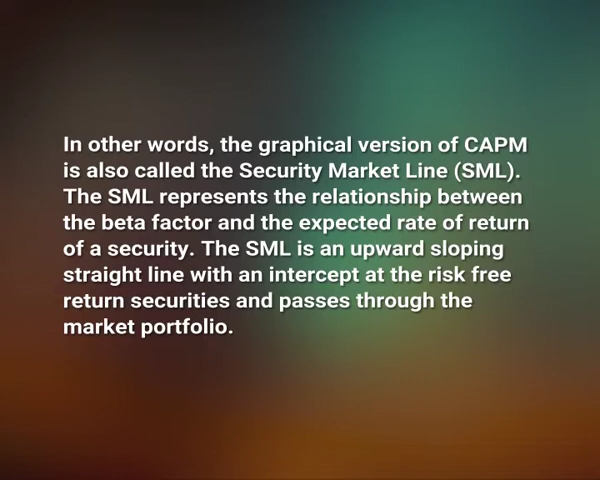 In other words, the graphical version of CAPM
is also called the Security Market Line (SML).
The SML represents the relationship between
the beta factor and the expected rate of return
of a security. The SML is an upward sloping
straight line with an intercept at the risk free
return securities and passes through the
market portfolio.